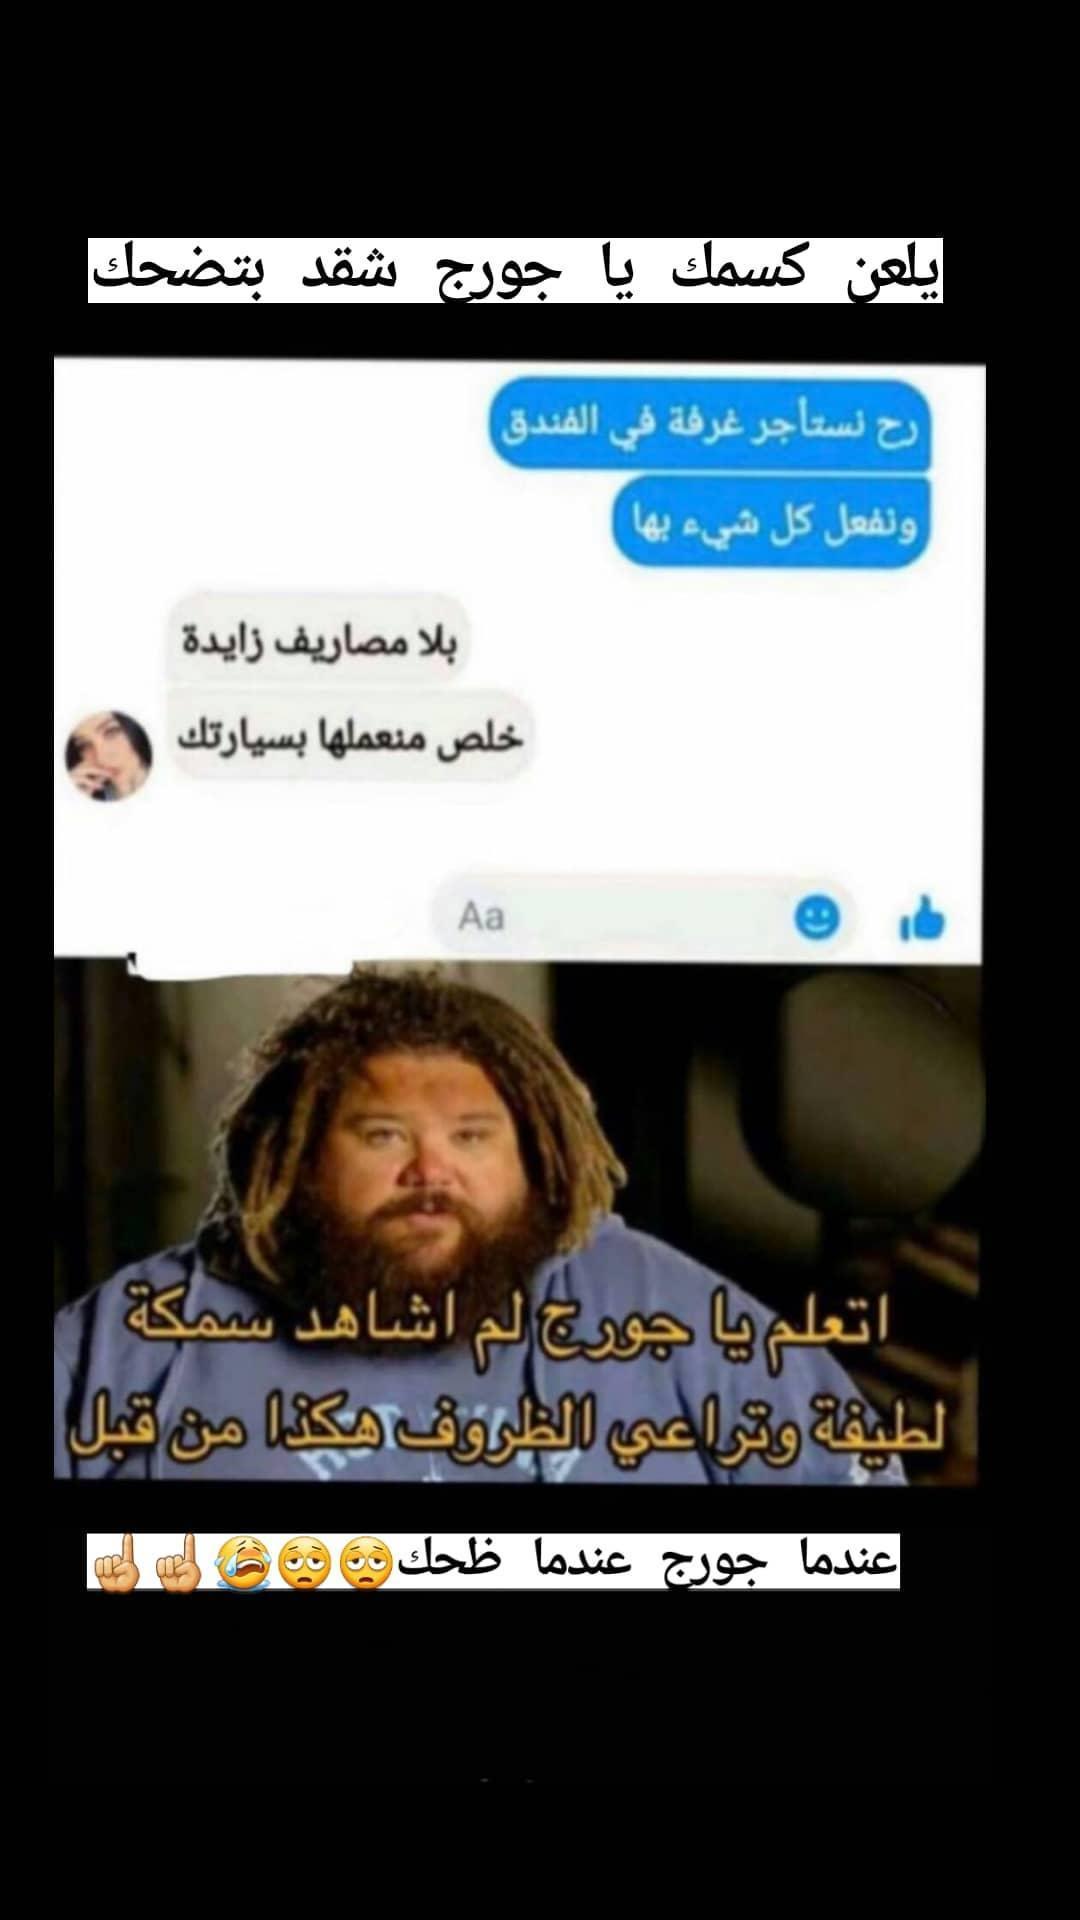 يلعن كسمك يا جورج شقد بتضحك
رح نستأجر غرفة في الفندق
ونفعل كل شيء بها
بلا مصاريف زايدة
خلص منعملها بسيارتك
Aa
اتعلم يا جورج لم اشاهد سمكة
لطيفة وتراعي الظروف هكذا من قبل
عندما جورج عندما ظحك😩😩😭☝🏼☝🏼